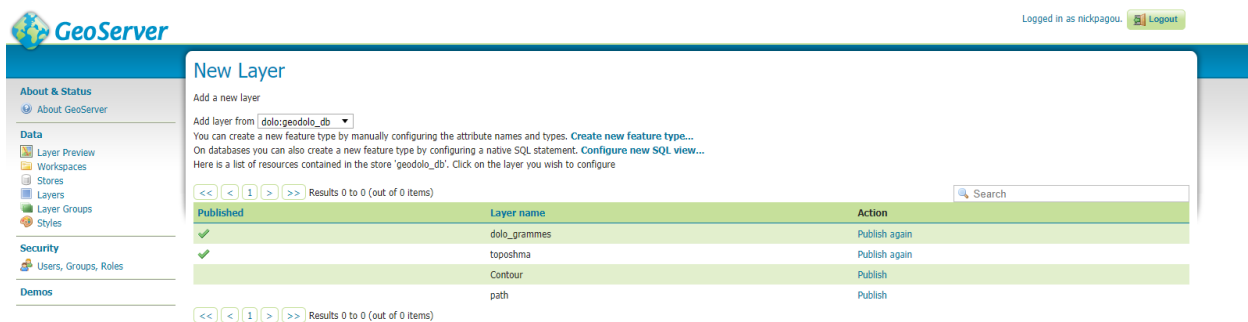 GeoServer
Logged in as nickpagou. Logout
About & Status
About GeoServer
Data
Layer Preview
Workspaces
Stores
Layers
Layer Groups
Styles
Security
Users, Groups, Roles
Demos
New Layer
Add a new layer
Add layer from dolo:geodolo_db
You can create a new feature type by manually configuring the attribute names and types. Create new feature type...
On databases you can also create a new feature type by configuring a native SQL statement. Configure new SQL view...
Here is a list of resources contained in the store 'geodolo_db'. Click on the layer you wish to configure
<< < 1 > >> Results 0 to 0 (out of 0 items) Search
Published Layer name Action
dolo_grammes Publish again
toposhma Publish again
Contour Publish
path Publish
<< < 1 > >> Results 0 to 0 (out of 0 items)